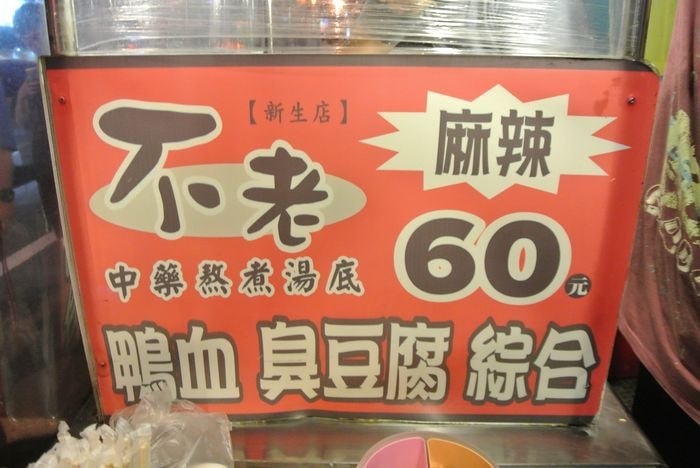 【新生店】
不老
麻辣
中藥熬煮湯底
60元
鴨血 臭豆腐 綜合